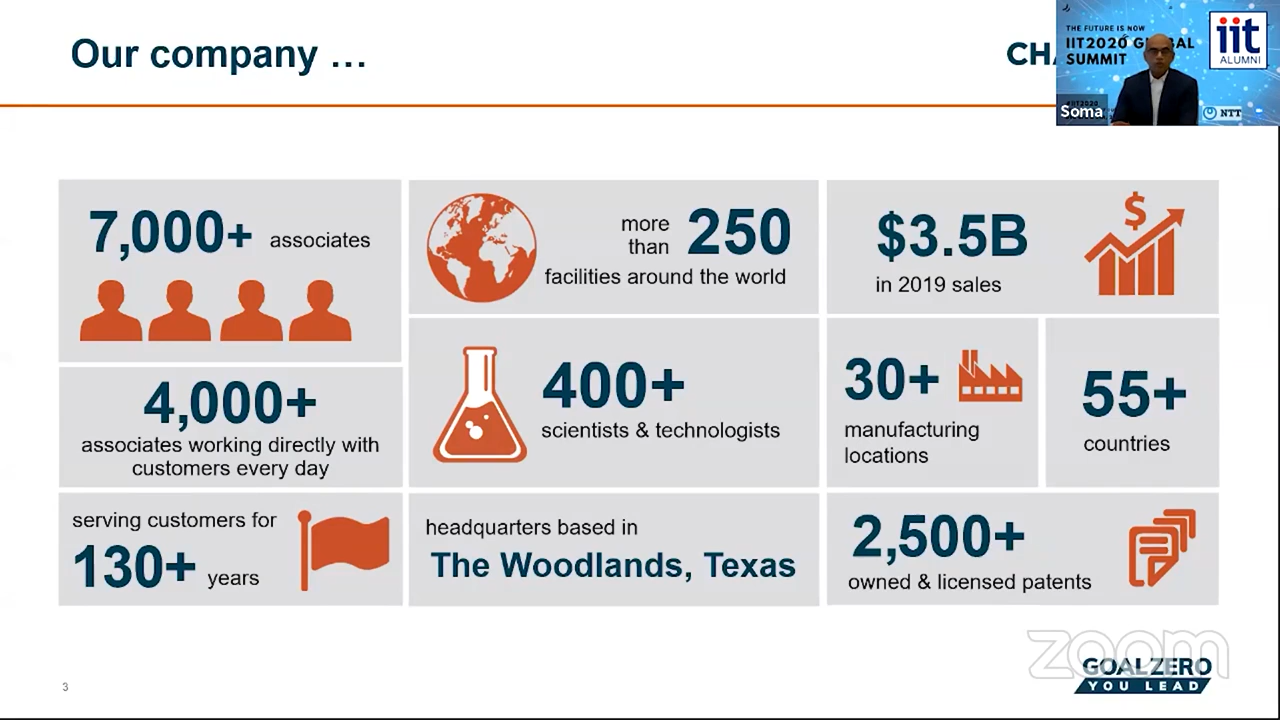 Our company ...
CH
THE FUTURE IS NOW
IIT2020 GLOBAL
SUMMIT
iit
ALUMNI
Soma
NTT
7,000+ associates
more than 250
facilities around the world
$3.5B
in 2019 sales
4,000+
associates working directly with
customers every day
400+
scientists & technologists
30+
manufacturing
locations
55+
countries
serving customers for
130+ years
headquarters based in
The Woodlands, Texas
2,500+
owned & licensed patents
3
zoom
GOALZERO
YOU LEAD